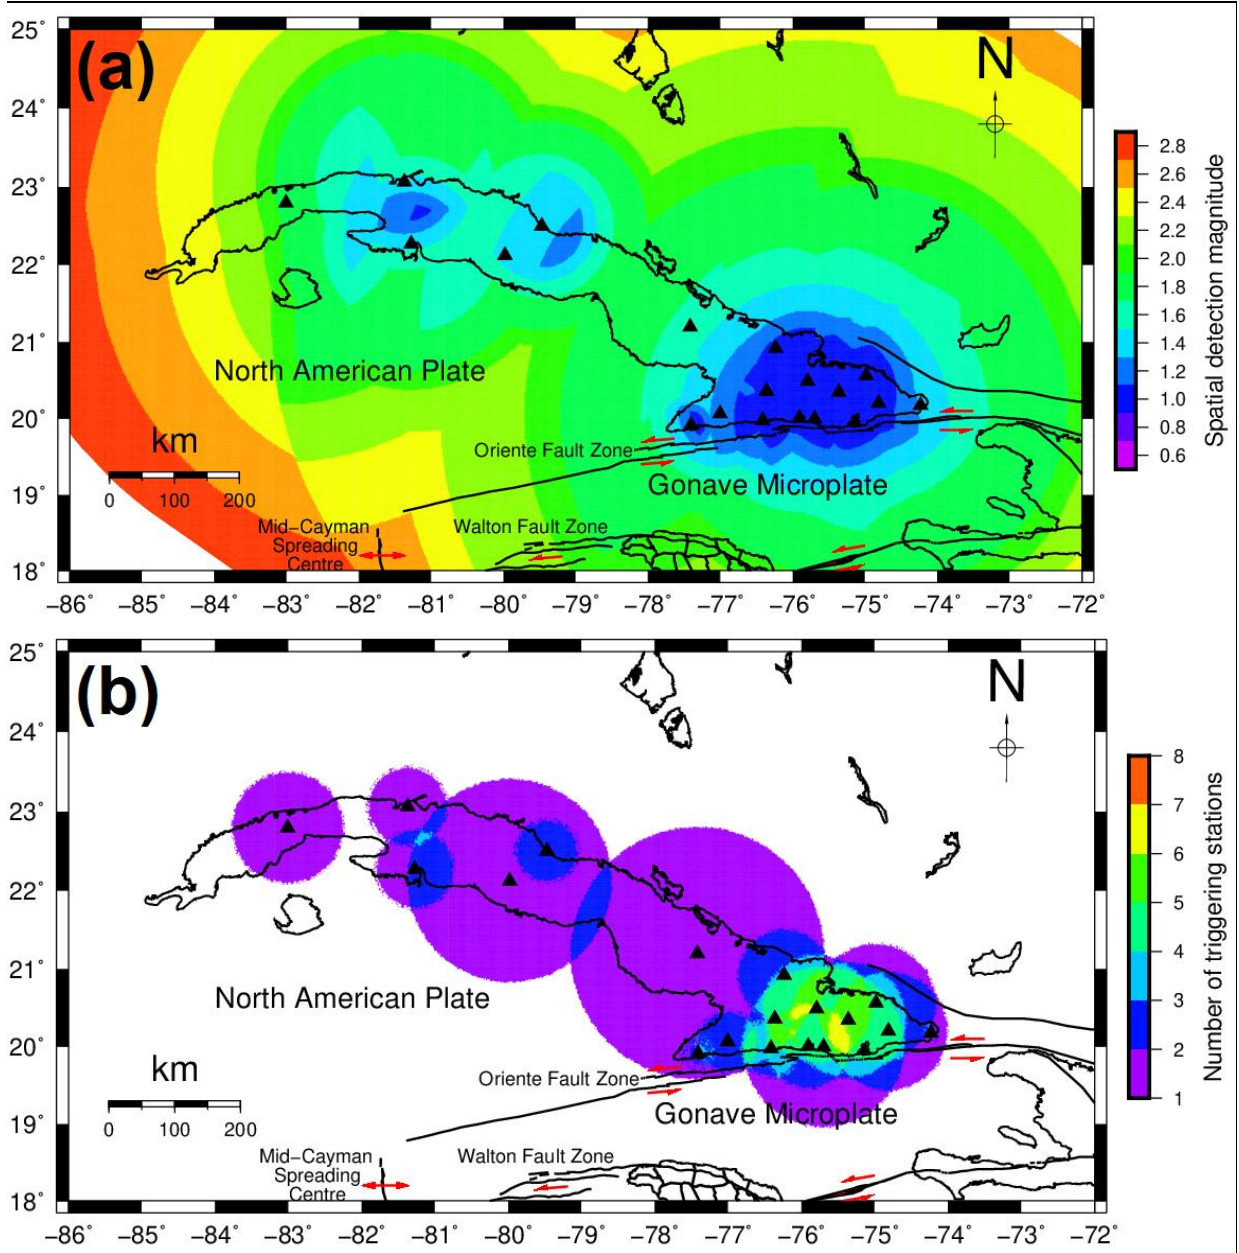 (a)
N
25°
24°
23°
22°
21°
20°
19°
18°
North American Plate
km
0 100 200
Oriente Fault Zone
Gonave Microplate
Mid−Cayman
Spreading
Centre
Walton Fault Zone
−86 −85 −84 −83 −82 −81 −80 −79 −78 −77 −76 −75 −74 −73 −72
2.8
2.6
2.4
2.2
2.0
1.8
1.6
1.4
1.2
1.0
0.8
0.6
Spatial detection magnitude
(b)
N
25°
24°
23°
22°
21°
20°
19°
18°
North American Plate
km
0 100 200
Oriente Fault Zone
Gonave Microplate
Mid−Cayman
Spreading
Centre
Walton Fault Zone
−86 −85 −84 −83 −82 −81 −80 −79 −78 −77 −76 −75 −74 −73 −72
8
7
6
5
4
3
2
1
Number of triggering stations